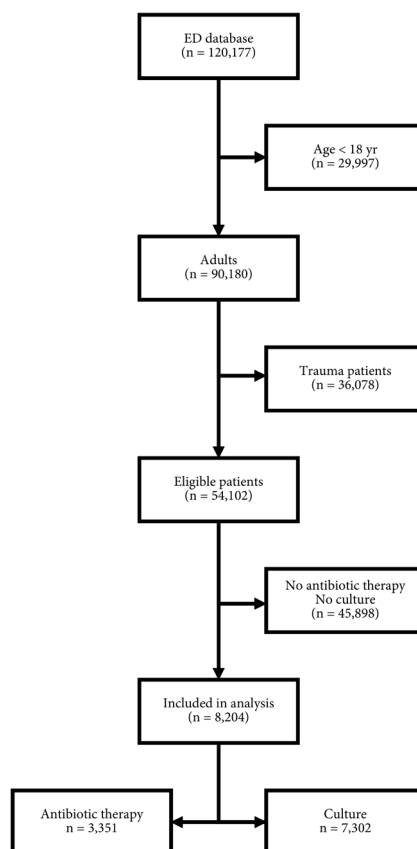 ED database
(n = 120,177)
Age < 18 yr
(n = 29,997)
Adults
(n = 90,180)
Trauma patients
(n = 36,078)
Eligible patients
(n = 54,102)
No antibiotic therapy
No culture
(n = 45,898)
Included in analysis
(n = 8,204)
Antibiotic therapy
n = 3,351
Culture
n = 7,302